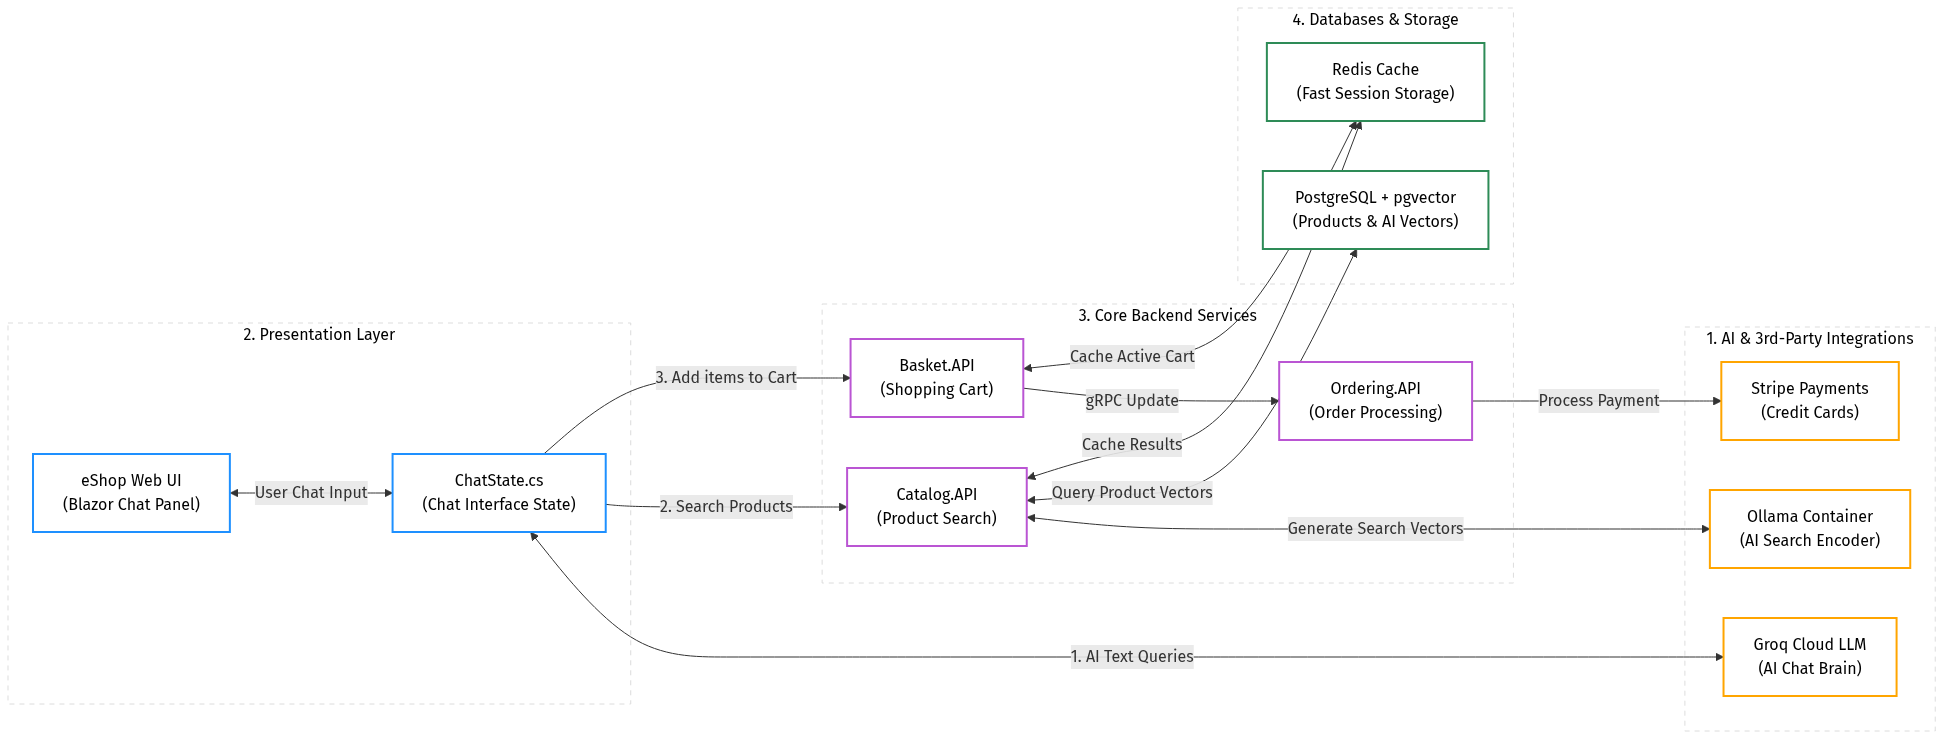 4. Databases & Storage
Redis Cache
(Fast Session Storage)
PostgreSQL + pgvector
(Products & AI Vectors)
2. Presentation Layer
eShop Web UI
(Blazor Chat Panel)
User Chat Input
ChatState.cs
(Chat Interface State)
3. Add items to Cart
2. Search Products
1. AI Text Queries
3. Core Backend Services
Basket.API
(Shopping Cart)
Cache Active Cart
gRPC Update
Ordering.API
(Order Processing)
Cache Results
Catalog.API
(Product Search)
Query Product Vectors
Generate Search Vectors
Process Payment
1. AI & 3rd-Party Integrations
Stripe Payments
(Credit Cards)
Ollama Container
(AI Search Encoder)
Groq Cloud LLM
(AI Chat Brain)